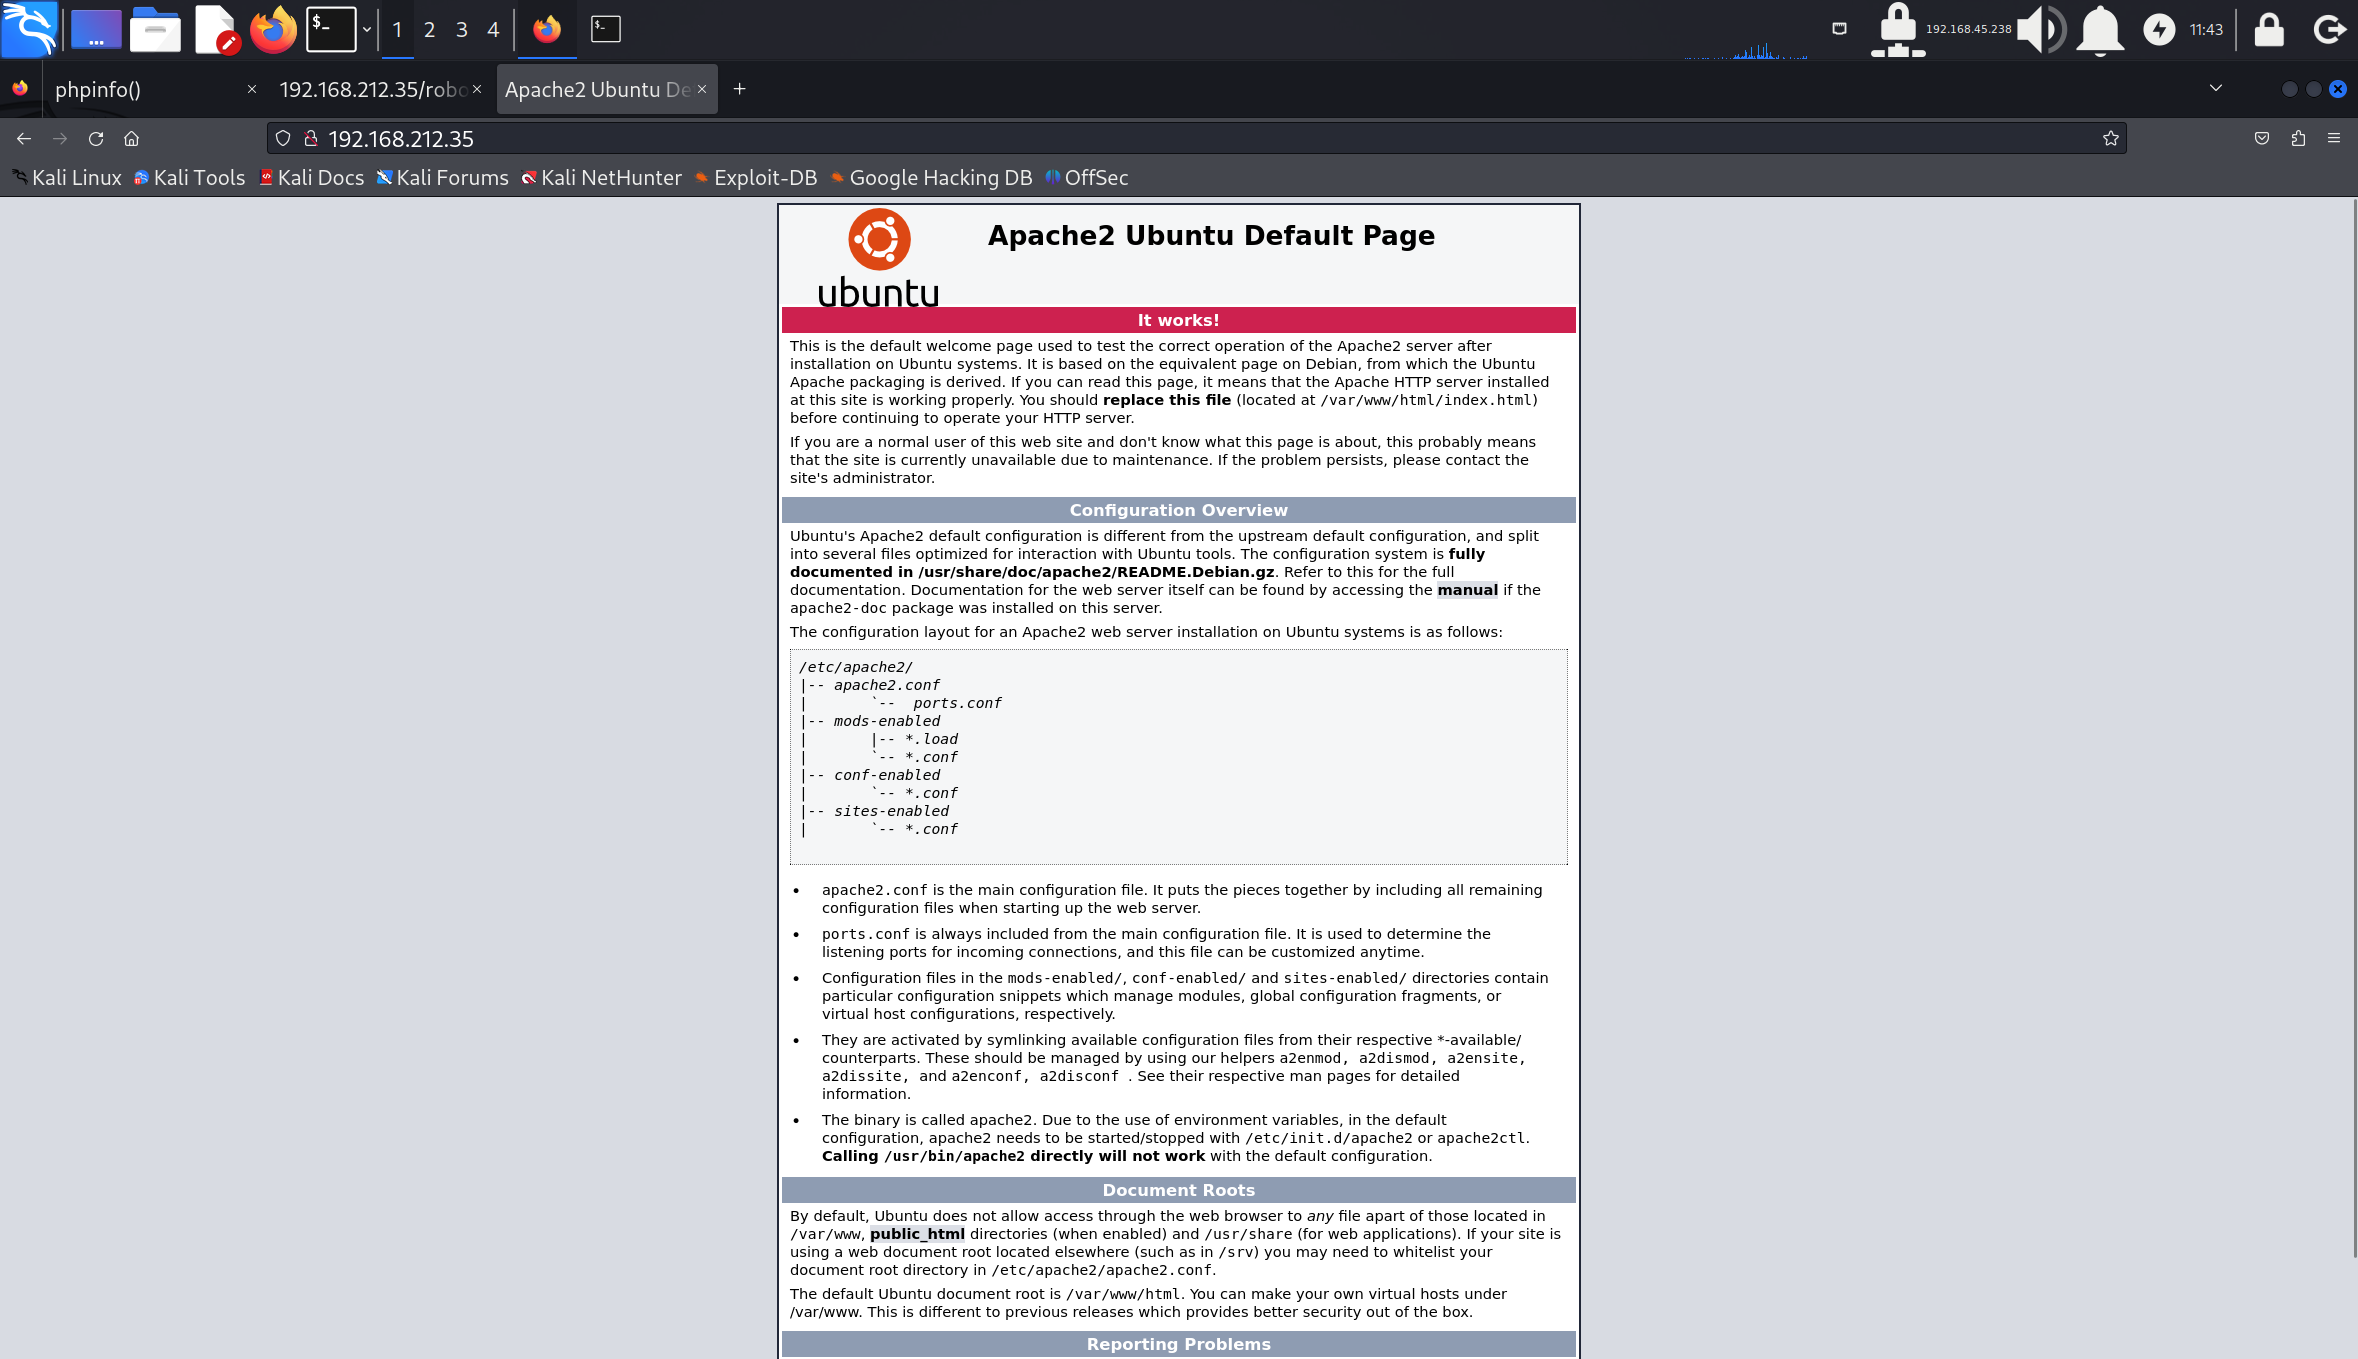 $-
1 2 3 4
$-
192.168.45.238
11:43
phpinfo()
192.168.212.35/robo
Apache2 Ubuntu De
192.168.212.35
Kali Linux Kali Tools Kali Docs Kali Forums Kali NetHunter Exploit-DB Google Hacking DB OffSec
ubuntu
Apache2 Ubuntu Default Page
It works!
This is the default welcome page used to test the correct operation of the Apache2 server after
installation on Ubuntu systems. It is based on the equivalent page on Debian, from which the Ubuntu
Apache packaging is derived. If you can read this page, it means that the Apache HTTP server installed
at this site is working properly. You should replace this file (located at /var/www/html/index.html)
before continuing to operate your HTTP server.
If you are a normal user of this web site and don't know what this page is about, this probably means
that the site is currently unavailable due to maintenance. If the problem persists, please contact the
site's administrator.
Configuration Overview
Ubuntu's Apache2 default configuration is different from the upstream default configuration, and split
into several files optimized for interaction with Ubuntu tools. The configuration system is fully
documented in /usr/share/doc/apache2/README.Debian.gz. Refer to this for the full
documentation. Documentation for the web server itself can be found by accessing the manual if the
apache2-doc package was installed on this server.
The configuration layout for an Apache2 web server installation on Ubuntu systems is as follows:
/etc/apache2/
|-- apache2.conf
|       `--  ports.conf
|-- mods-enabled
|       |-- *.load
|       `-- *.conf
|-- conf-enabled
|       `-- *.conf
|-- sites-enabled
|       `-- *.conf
• apache2.conf is the main configuration file. It puts the pieces together by including all remaining
configuration files when starting up the web server.
• ports.conf is always included from the main configuration file. It is used to determine the
listening ports for incoming connections, and this file can be customized anytime.
• Configuration files in the mods-enabled/, conf-enabled/ and sites-enabled/ directories contain
particular configuration snippets which manage modules, global configuration fragments, or
virtual host configurations, respectively.
• They are activated by symlinking available configuration files from their respective *-available/
counterparts. These should be managed by using our helpers a2enmod, a2dismod, a2ensite,
a2dissite, and a2enconf, a2disconf . See their respective man pages for detailed
information.
• The binary is called apache2. Due to the use of environment variables, in the default
configuration, apache2 needs to be started/stopped with /etc/init.d/apache2 or apache2ctl.
Calling /usr/bin/apache2 directly will not work with the default configuration.
Document Roots
By default, Ubuntu does not allow access through the web browser to any file apart of those located in
/var/www, public_html directories (when enabled) and /usr/share (for web applications). If your site is
using a web document root located elsewhere (such as in /srv) you may need to whitelist your
document root directory in /etc/apache2/apache2.conf.
The default Ubuntu document root is /var/www/html. You can make your own virtual hosts under
/var/www. This is different to previous releases which provides better security out of the box.
Reporting Problems